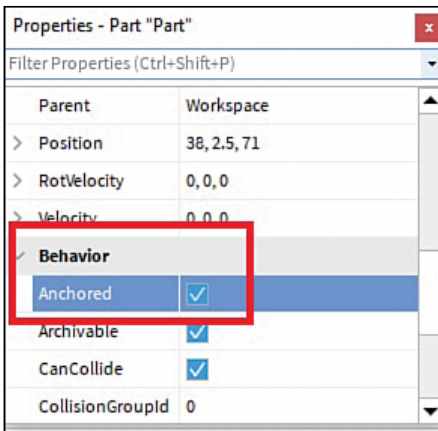 Properties - Part "Part"
x
Filter Properties (Ctrl+Shift+P)
Parent Workspace
Position 38, 2.5, 71
RotVelocity 0, 0, 0
Velocity 0, 0, 0
Behavior
Anchored
Archivable
CanCollide
CollisionGroupId 0